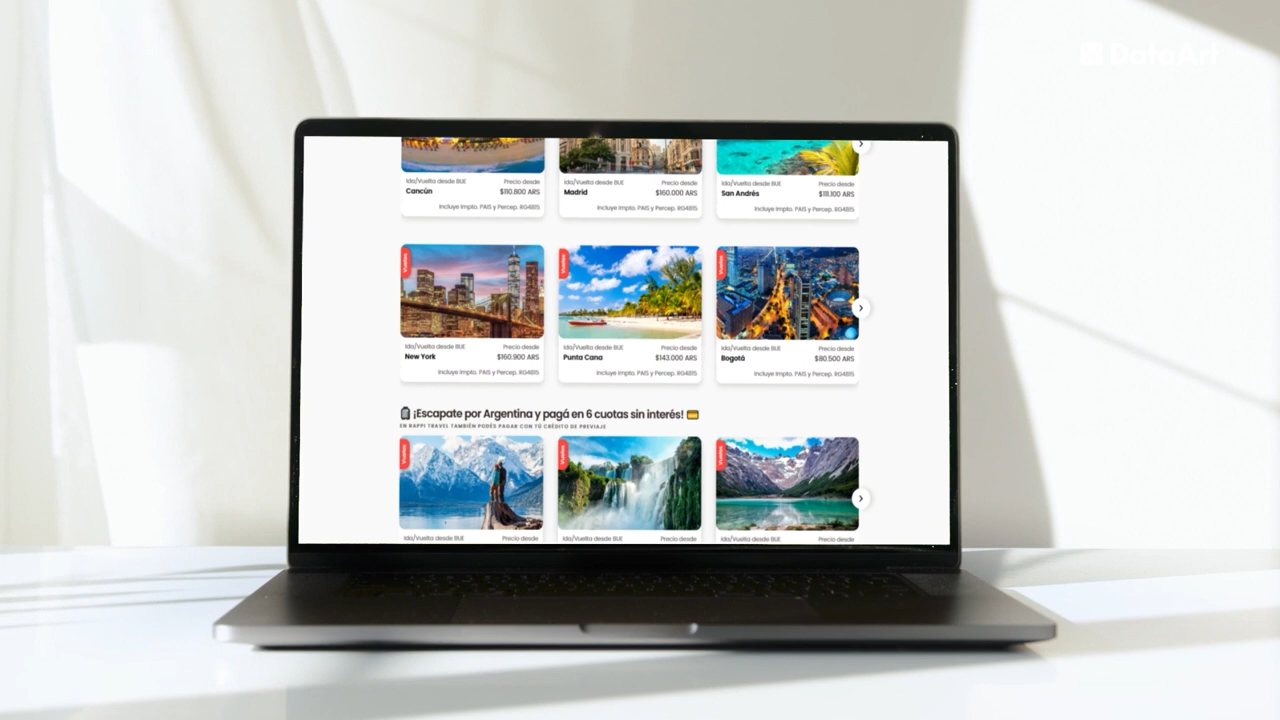 DataArt
Ida/Vuelta desde BUE Precio desde
Cancún $110.800 ARS
Incluye Impto. PAIS y Percep. RG4815
Ida/Vuelta desde BUE Precio desde
Madrid $160.000 ARS
Incluye Impto. PAIS y Percep. RG4815
Ida/Vuelta desde BUE Precio desde
San Andrés $111.100 ARS
Incluye Impto. PAIS y Percep. RG4815
Vuelos
Ida/Vuelta desde BUE Precio desde
New York $160.900 ARS
Incluye Impto. PAIS y Percep. RG4815
Vuelos
Ida/Vuelta desde BUE Precio desde
Punta Cana $143.000 ARS
Incluye Impto. PAIS y Percep. RG4815
Vuelos
Ida/Vuelta desde BUE Precio desde
Bogotá $80.500 ARS
Incluye Impto. PAIS y Percep. RG4815
¡Escapate por Argentina y pagá en 6 cuotas sin interés!
EN RAPPI TRAVEL TAMBIÉN PODÉS PAGAR CON TÚ CRÉDITO DE PREVIAJE
Vuelos
Ida/Vuelta desde BUE Precio desde
Vuelos
Ida/Vuelta desde BUE Precio desde
Vuelos
Ida/Vuelta desde BUE Precio desde